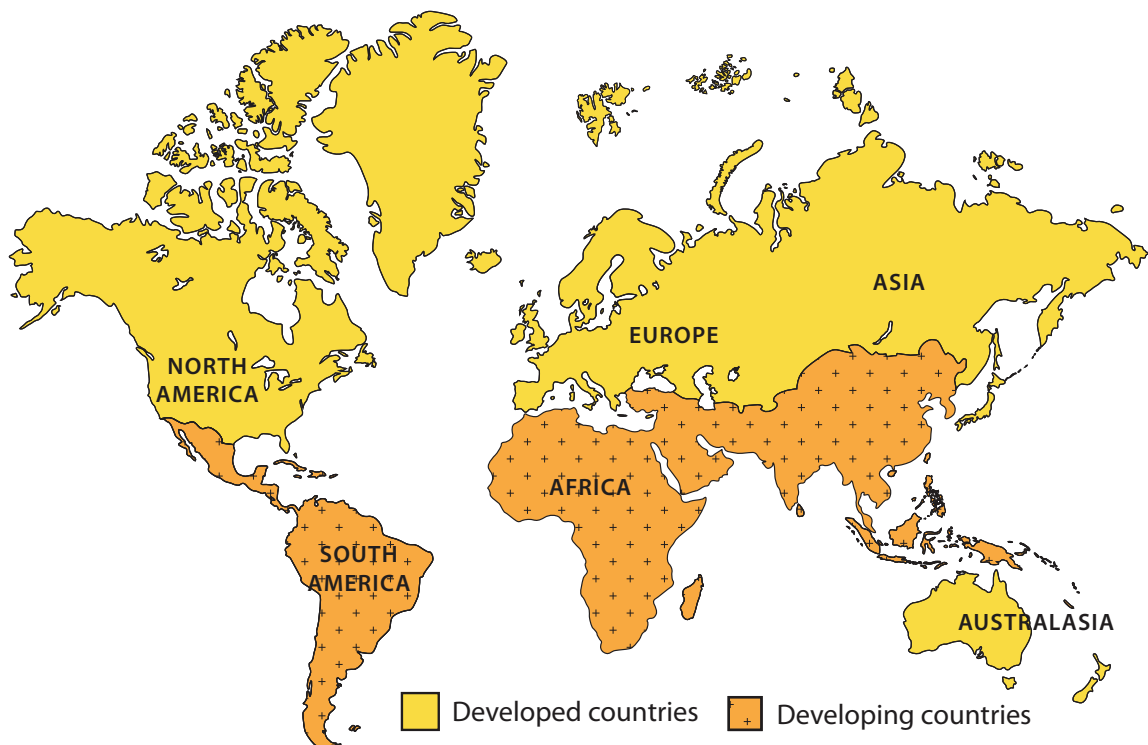 ASIA
EUROPE
NORTH
AMERICA
AFRICA
SOUTH
AMERICA
AUSTRALASIA
Developed countries
Developing countries